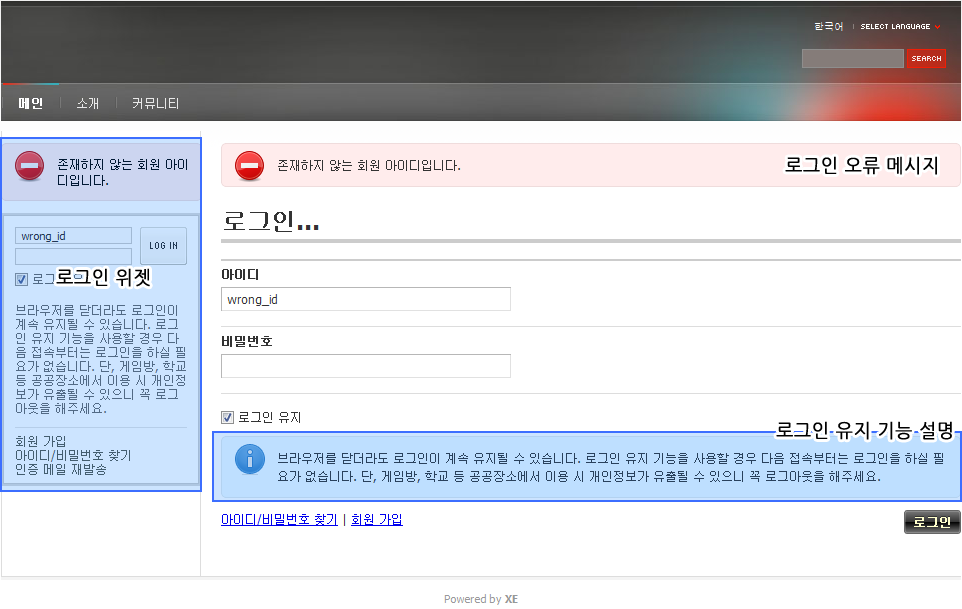 한국어 | SELECT LANGUAGE
SEARCH
메인 소개 커뮤니티
존재하지 않는 회원 아이
디입니다.
wrong_id
LOG IN
로그
로그인 위젯
브라우저를 닫더라도 로그인이
계속 유지될 수 있습니다. 로그
인 유지 기능을 사용할 경우 다
음 접속부터는 로그인을 하실 필
요가 없습니다. 단, 게임방, 학교
등 공공장소에서 이용 시 개인정
보가 유출될 수 있으니 꼭 로그
아웃을 해주세요.
회원 가입
아이디/비밀번호 찾기
인증 메일 재발송
존재하지 않는 회원 아이디입니다.
로그인 오류 메시지
로그인...
아이디
wrong_id
비밀번호
로그인 유지
로그인 유지 기능 설명
브라우저를 닫더라도 로그인이 계속 유지될 수 있습니다. 로그인 유지 기능을 사용할 경우 다음 접속부터는 로그인을 하실 필
요가 없습니다. 단, 게임방, 학교 등 공공장소에서 이용 시 개인정보가 유출될 수 있으니 꼭 로그아웃을 해주세요.
아이디/비밀번호 찾기 | 회원 가입
로그인
Powered by XE